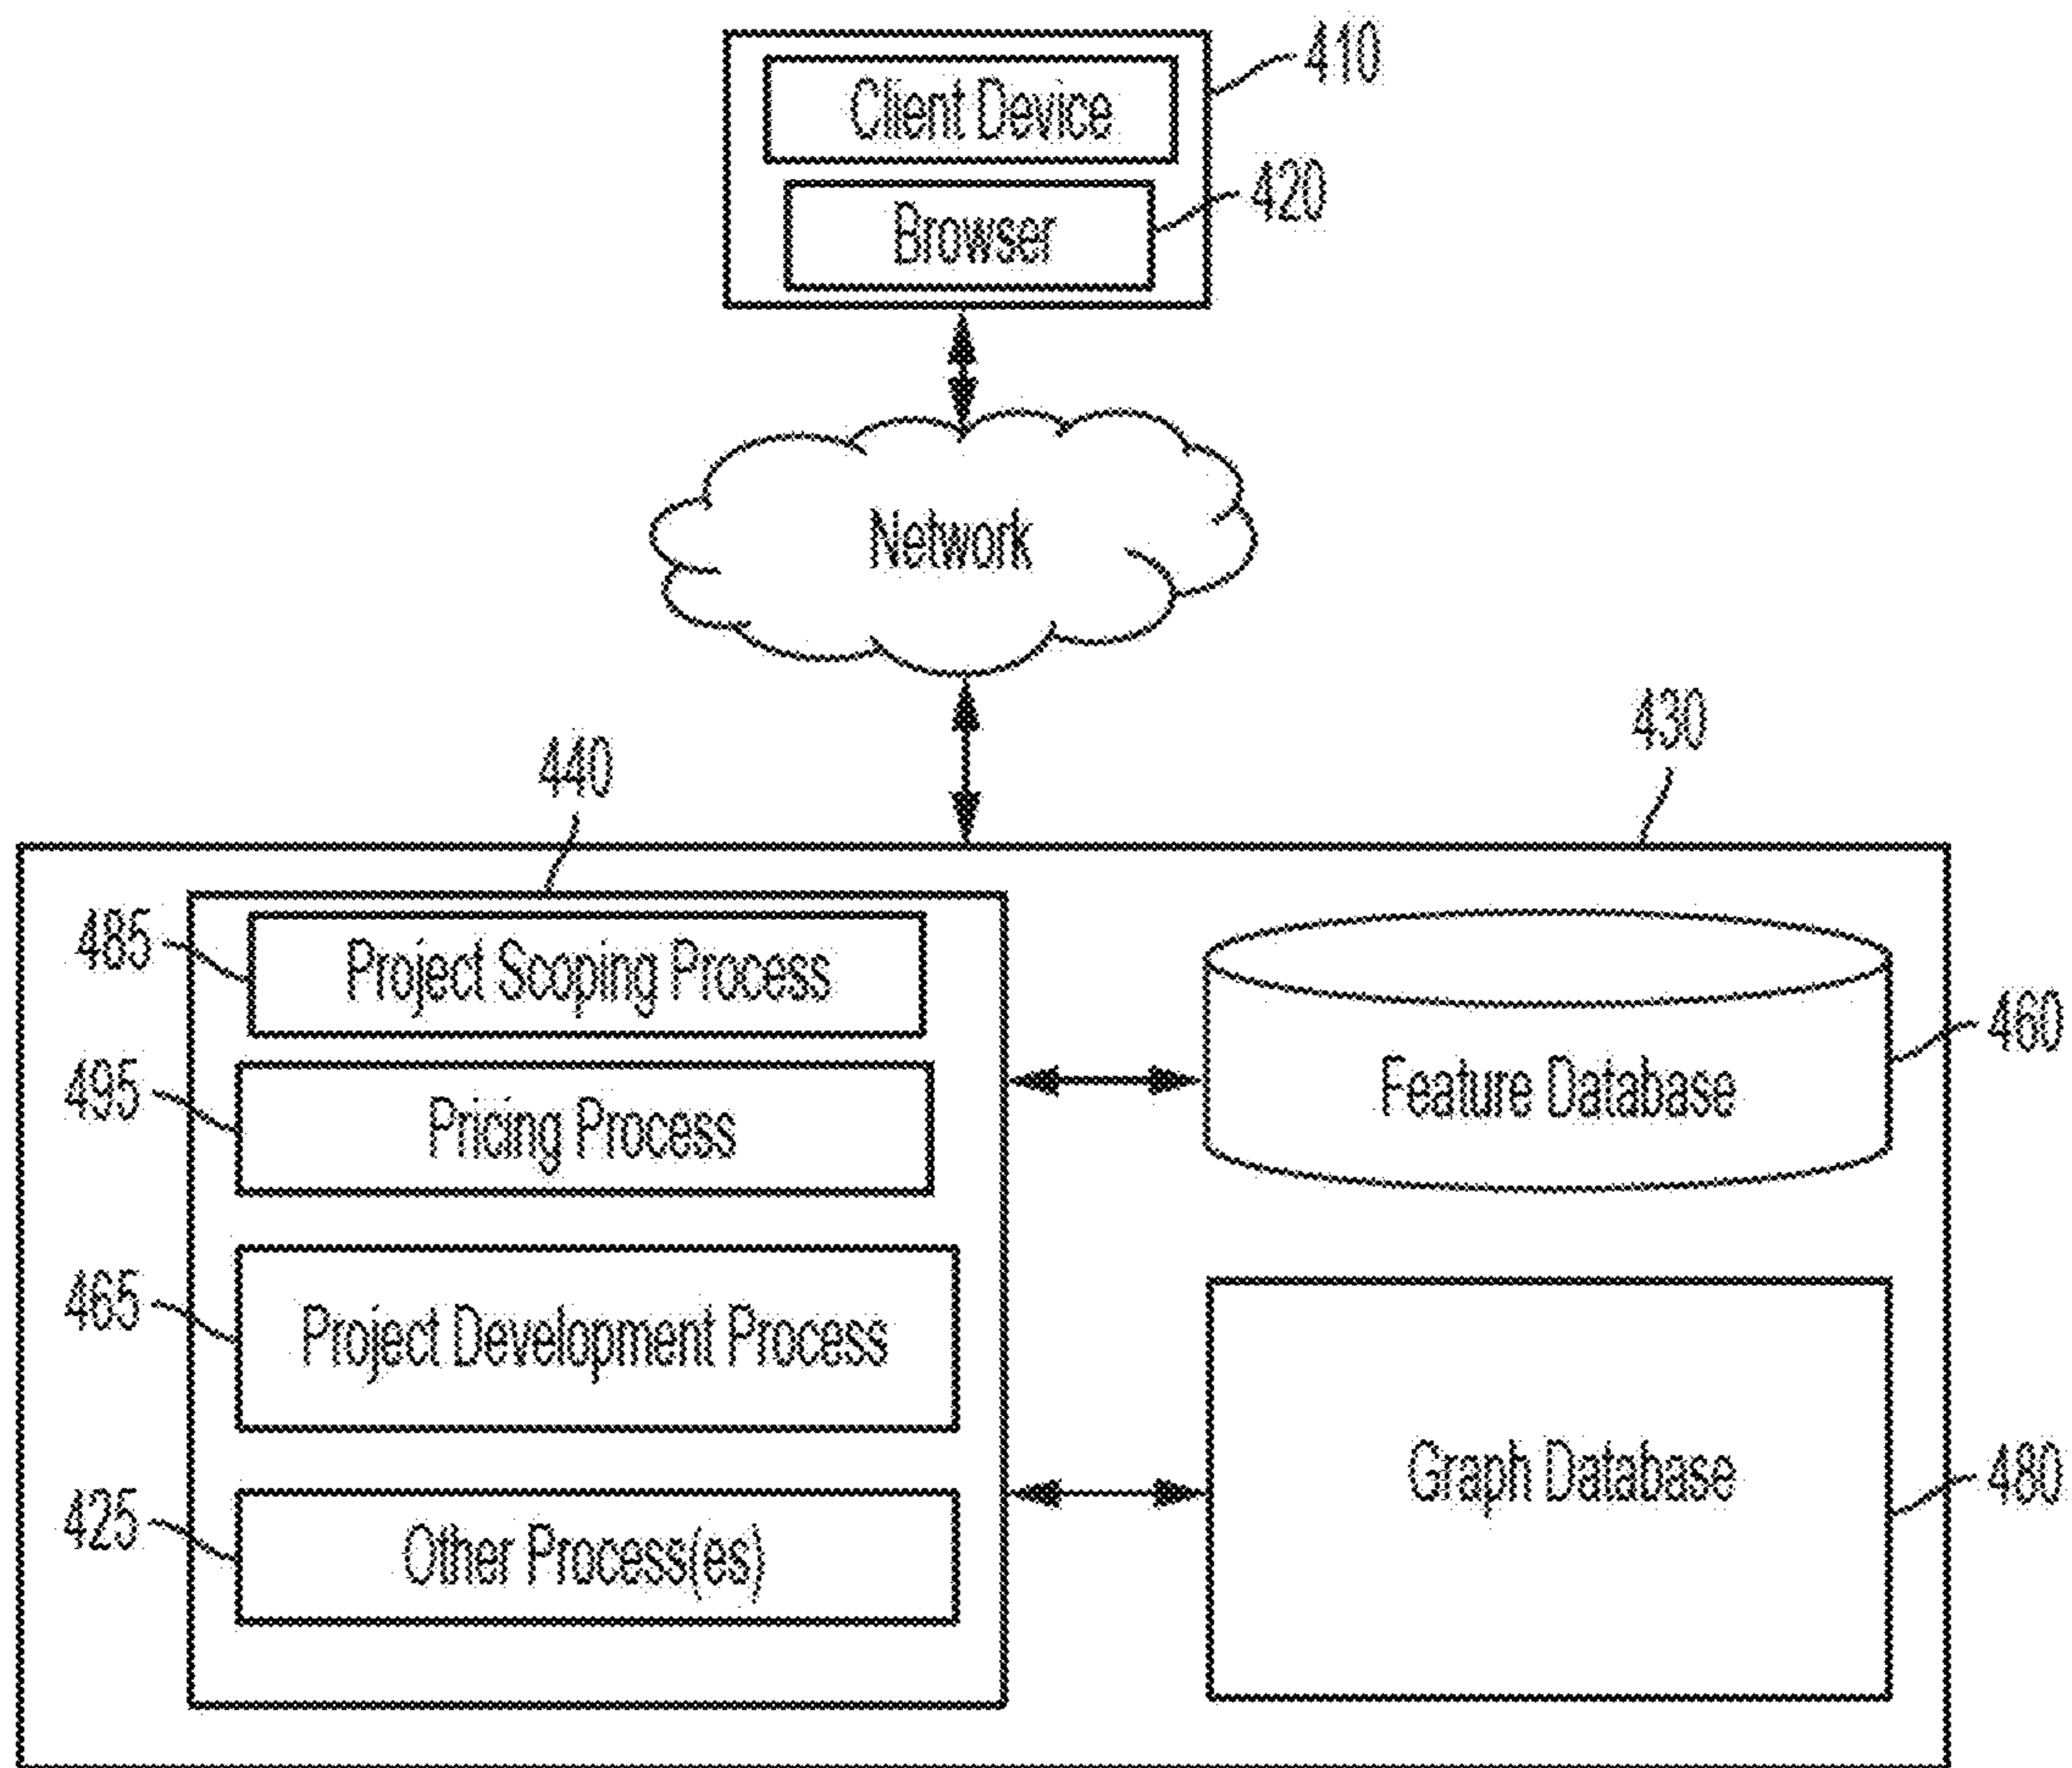 410
Client Device
420
Browser
Network
430
440
485
Project Scoping Process
495
Pricing Process
460
Feature Database
465
Project Development Process
480
Graph Database
425
Other Process(es)